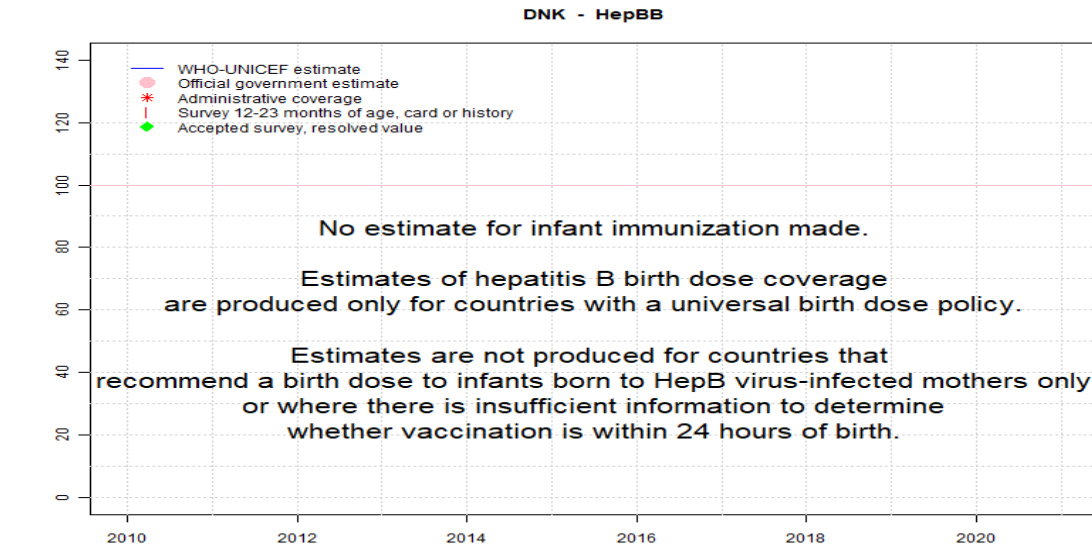 DNK - HepBB
140
WHO-UNICEF estimate
Official government estimate
Administrative coverage
Survey 12-23 months of age, card or history
Accepted survey, resolved value
120
100
80
60
40
20
0
No estimate for infant immunization made.
Estimates of hepatitis B birth dose coverage
are produced only for countries with a universal birth dose policy.
Estimates are not produced for countries that
recommend a birth dose to infants born to HepB virus-infected mothers only
or where there is insufficient information to determine
whether vaccination is within 24 hours of birth.
2010 2012 2014 2016 2018 2020